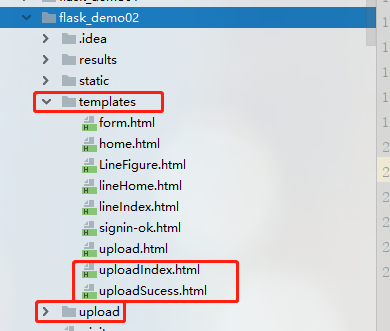 flask_demo02
.idea
results
static
templates
form.html
home.html
LineFigure.html
lineHome.html
lineIndex.html
signin-ok.html
upload.html
uploadIndex.html
uploadSucess.html
upload